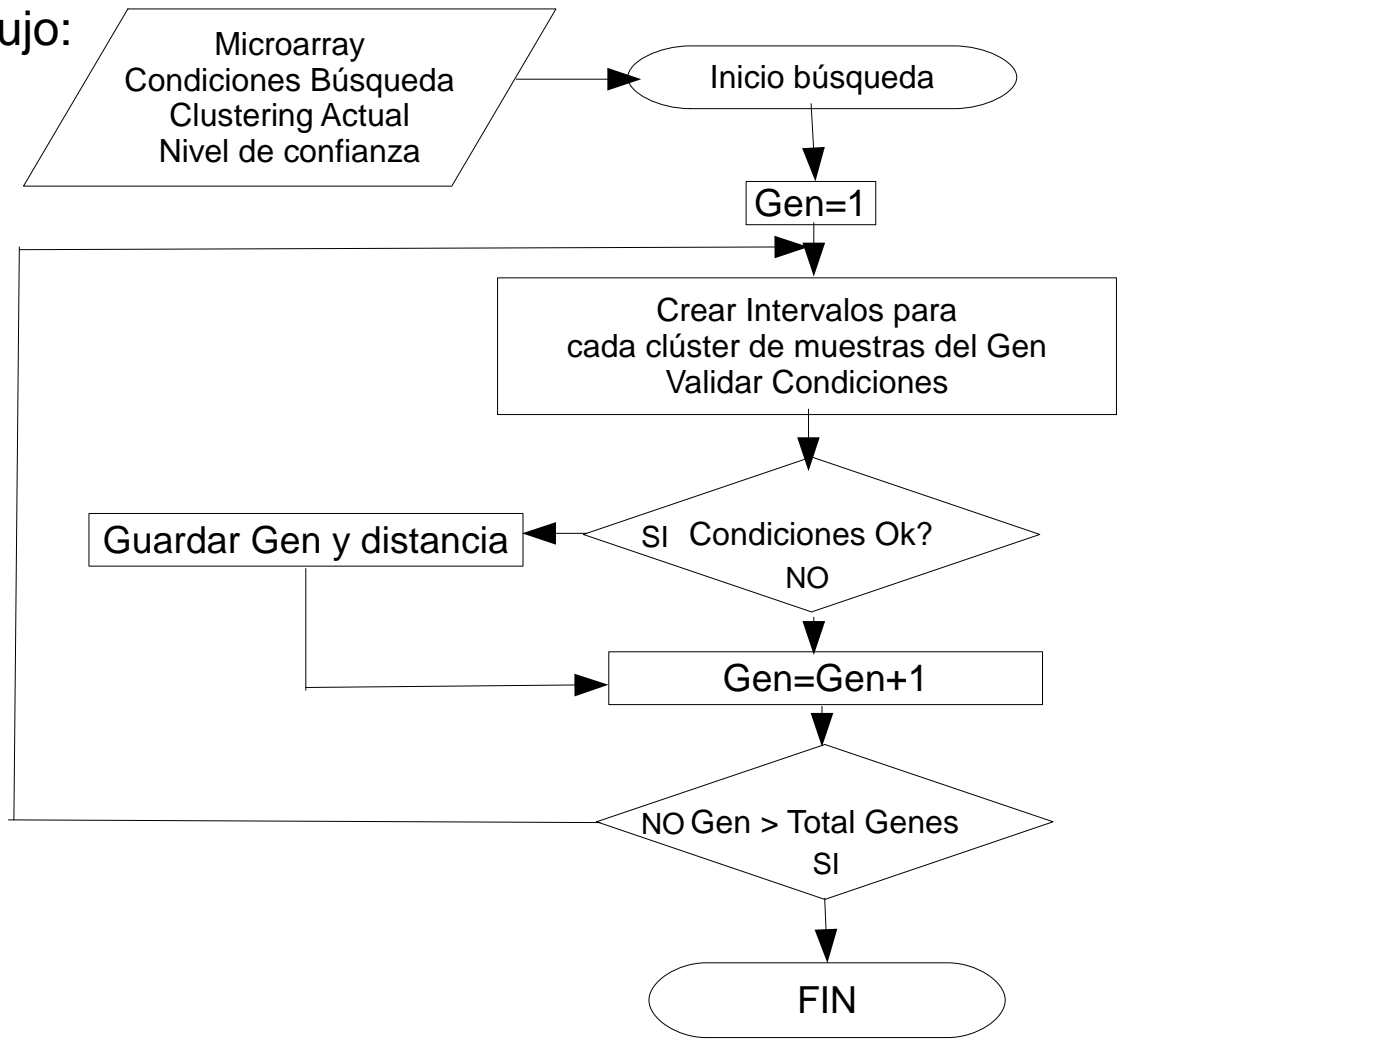 ujo:
Microarray
Condiciones Búsqueda
Clustering Actual
Nivel de confianza
Inicio búsqueda
Gen=1
Crear Intervalos para
cada clúster de muestras del Gen
Validar Condiciones
SI Condiciones Ok?
NO
Guardar Gen y distancia
Gen=Gen+1
NO Gen > Total Genes
SI
FIN